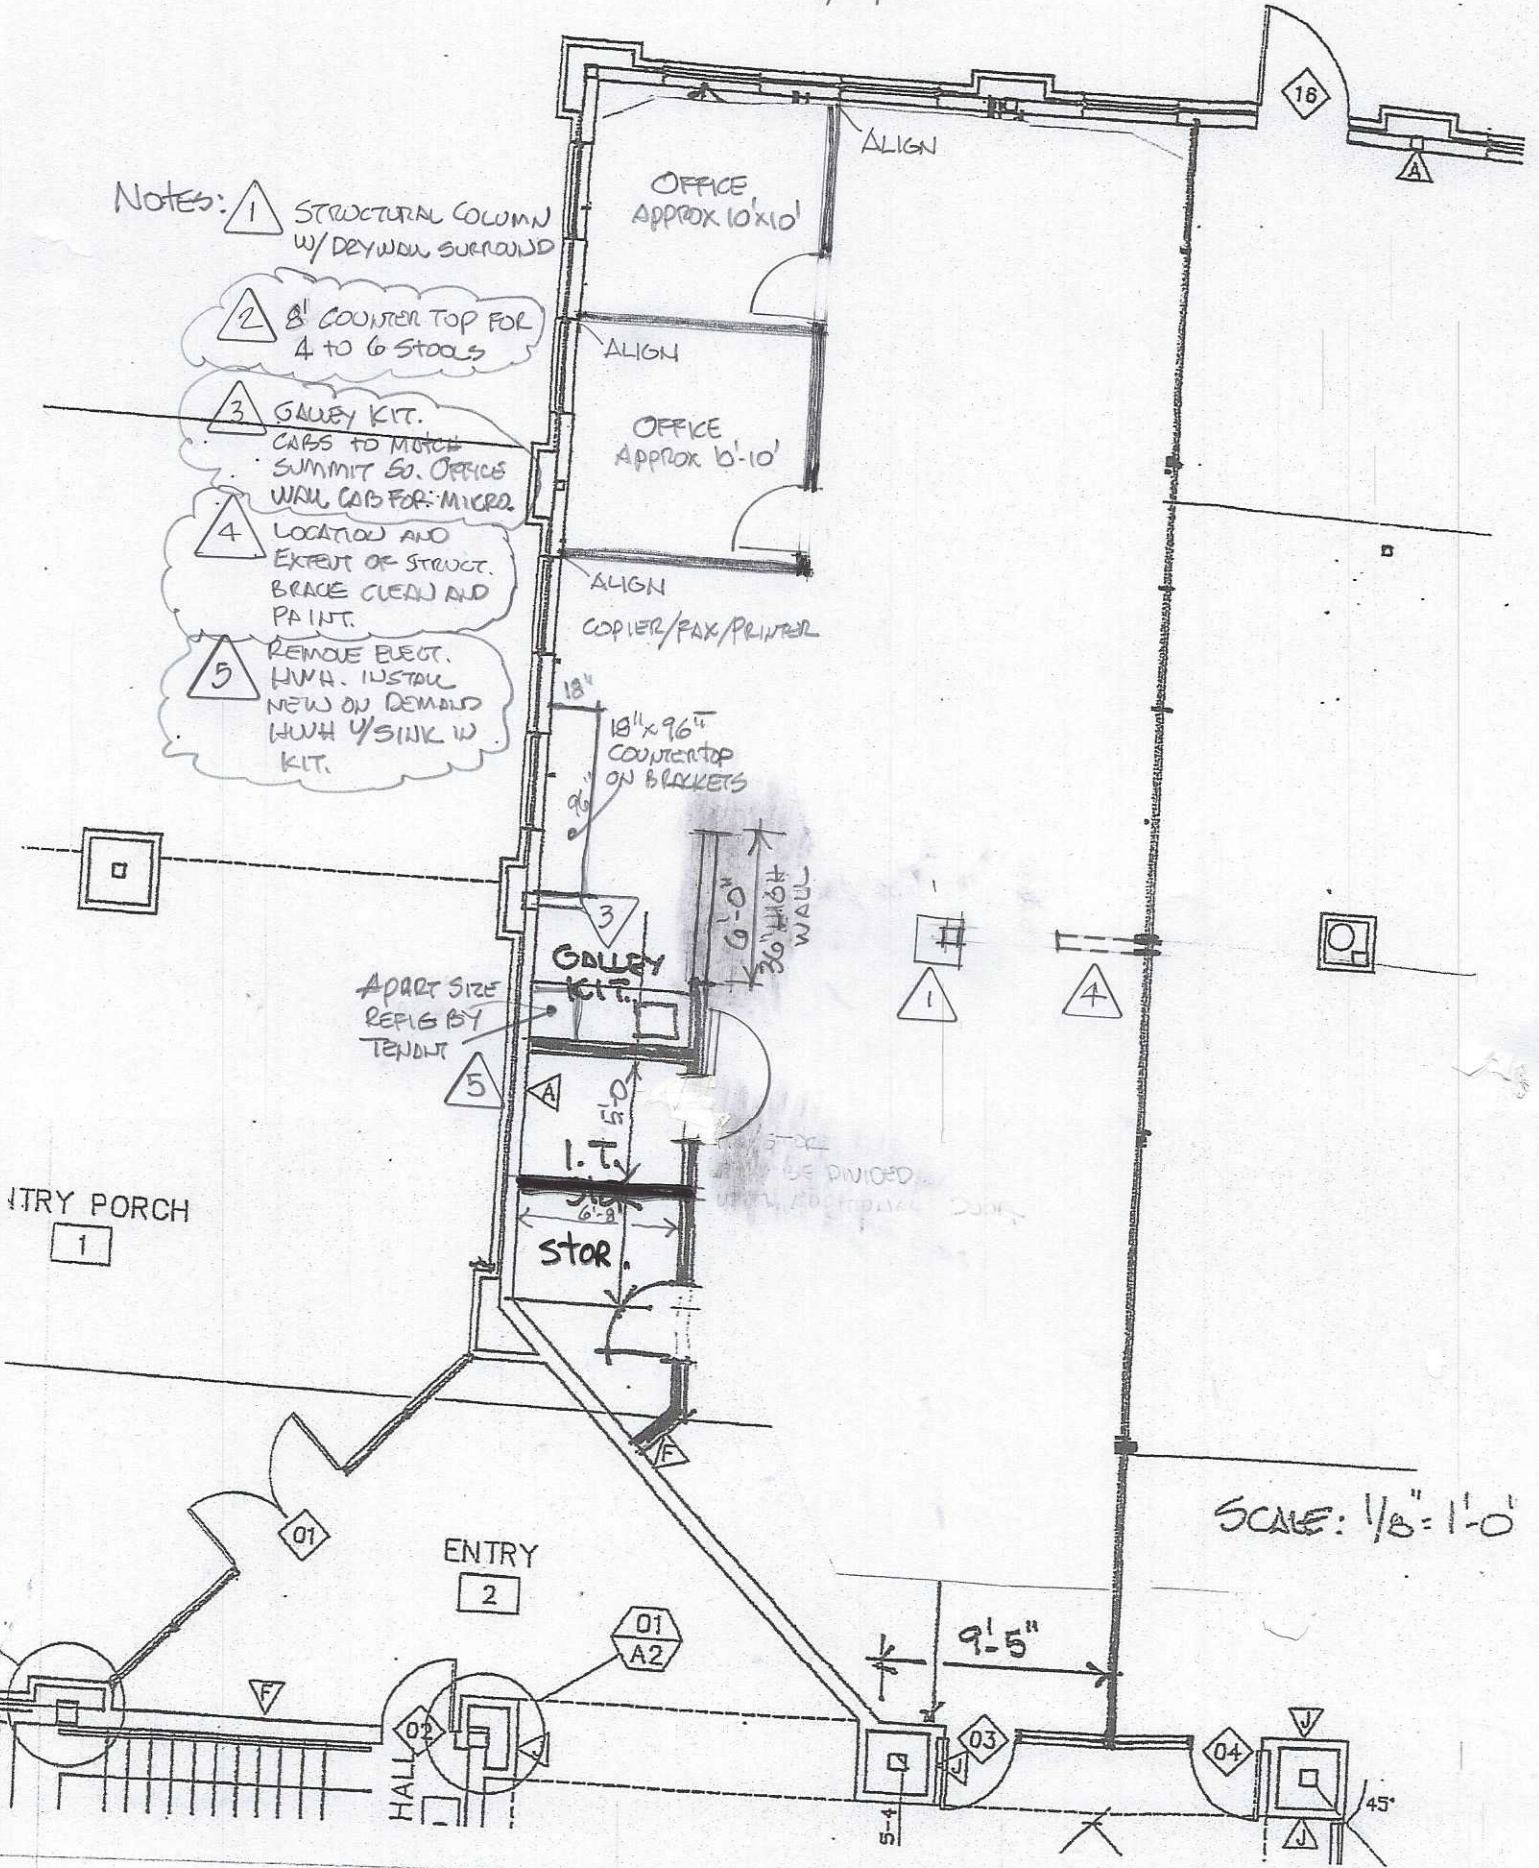 NOTES:
1 STRUCTURAL COLUMN
W/ DRYWALL SURROUND
2 8' COUNTER TOP FOR
4 TO 6 STOOLS
3 GALLEY KIT.
CABS TO MATCH
SUMMIT SO. OFFICE
WALL CAB FOR MICRO.
4 LOCATION AND
EXTENT OF STRUCT.
BRACE CLEAN AND
PAINT.
5 REMOVE ELECT.
HWH. INSTALL
NEW ON DEMAND
HWH W/SINK IN
KIT.
16
A
ALIGN
OFFICE
APPROX 10'x10'
ALIGN
OFFICE
APPROX 10'-10'
ALIGN
COPIER/FAX/PRINTER
18"
18" x 96"
COUNTERTOP
ON BRACKETS
96"
6'-0"
36" HIGH
WALL
3
GALLEY
KIT.
1
4
APART SIZE
REFIG BY
TENANT
5
A
5'-0
I.T.
6'-8"
STOR.
BE DIVIDED
NTRY PORCH
1
F
SCALE: 1/8" = 1'-0"
01
ENTRY
2
01
A2
9'-5"
F
02
HALL
J
03
J
04
J
J
5-4
45°